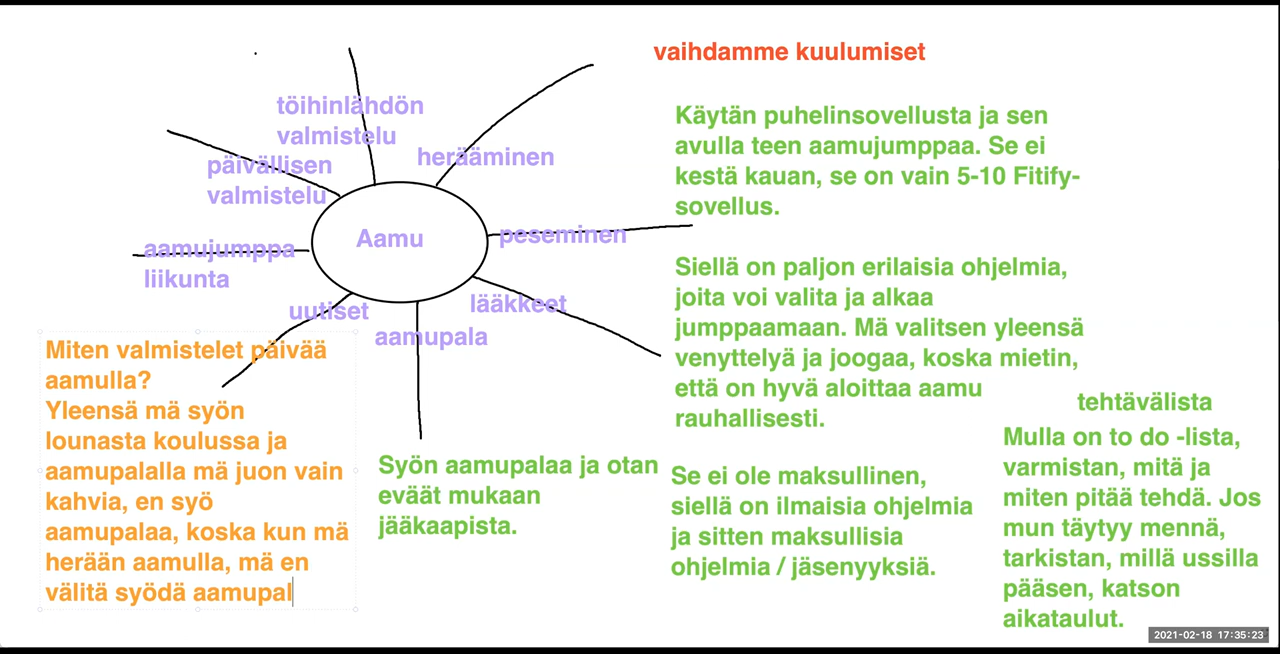 vaihdamme kuulumiset
töihinlähdön
valmistelu
päivällisen
valmistelu
herääminen
Aamu
peseminen
aamujumppa
liikunta
uutiset
lääkkeet
aamupala
Käytän puhelinsovellusta ja sen
avulla teen aamujumppaa. Se ei
kestä kauan, se on vain 5-10 Fitify-
sovellus.
Siellä on paljon erilaisia ohjelmia,
joita voi valita ja alkaa
jumppaamaan. Mä valitsen yleensä
venyttelyä ja joogaa, koska mietin,
että on hyvä aloittaa aamu
rauhallisesti.
Miten valmistelet päivää
aamulla?
Yleensä mä syön
lounasta koulussa ja
aamupalalla mä juon vain
kahvia, en syö
aamupalaa, koska kun mä
herään aamulla, mä en
välitä syödä aamupal
Syön aamupalaa ja otan
eväät mukaan
jääkaapista.
Se ei ole maksullinen,
siellä on ilmaisia ohjelmia
ja sitten maksullisia
ohjelmia / jäsenyyksiä.
tehtävälista
Mulla on to do -lista,
varmistan, mitä ja
miten pitää tehdä. Jos
mun täytyy mennä,
tarkistan, millä ussilla
pääsen, katson
aikataulut.
2021-02-18 17:35:23